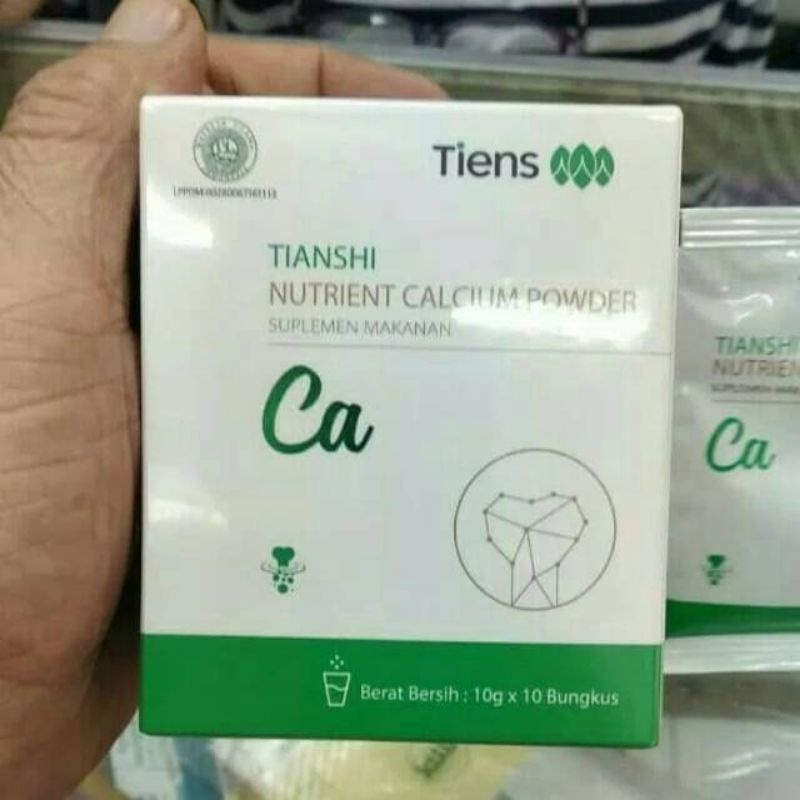 Tiens
TIANSHI
NUTRIENT CALCIUM POWDER
SUPLEMEN MAKANAN
Ca
Berat Bersih : 10g x 10 Bungkus
TIANSHI
NUTRIEN
Ca